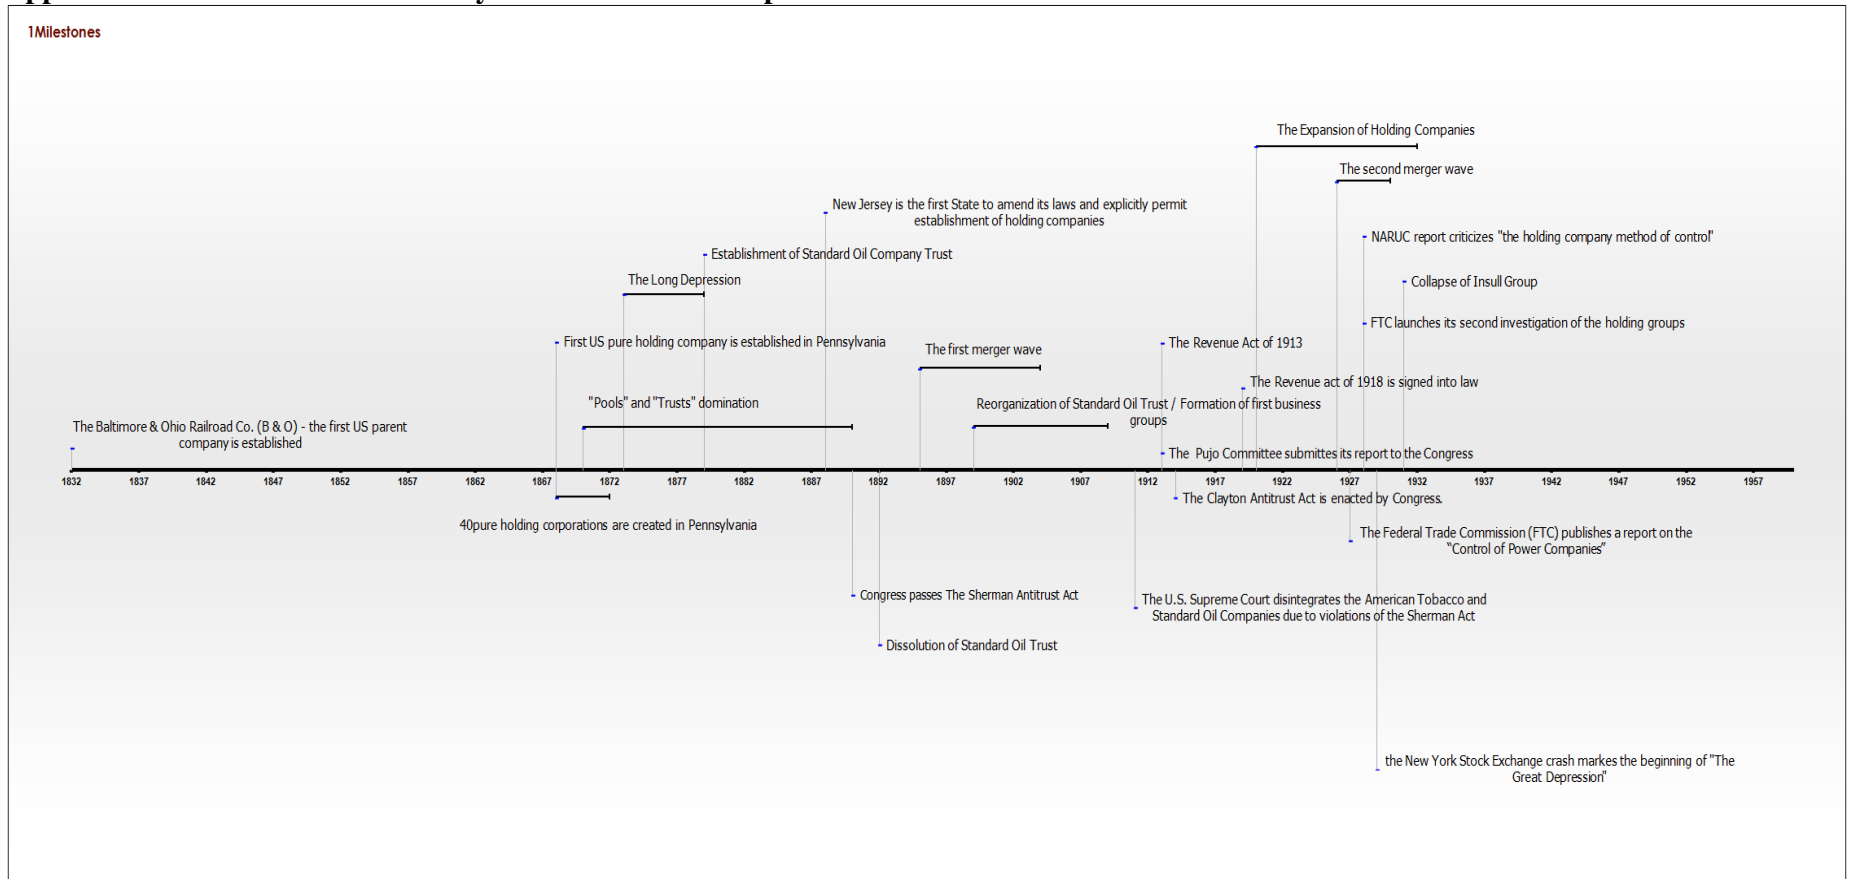 1Milestones
The Expansion of Holding Companies
The second merger wave
New Jersey is the first State to amend its laws and explicitly permit
establishment of holding companies
NARUC report criticizes "the holding company method of control"
Establishment of Standard Oil Company Trust
The Long Depression
Collapse of Insull Group
FTC launches its second investigation of the holding groups
First US pure holding company is established in Pennsylvania
The first merger wave
The Revenue Act of 1913
The Revenue act of 1918 is signed into law
"Pools" and "Trusts" domination
Reorganization of Standard Oil Trust / Formation of first business
groups
The Baltimore & Ohio Railroad Co. (B & O) - the first US parent
company is established
The Pujo Committee submittes its report to the Congress
1832 1837 1842 1847 1852 1857 1862 1867 1872 1877 1882 1887 1892 1897 1902 1907 1912 1917 1922 1927 1932 1937 1942 1947 1952 1957
The Clayton Antitrust Act is enacted by Congress.
40pure holding corporations are created in Pennsylvania
The Federal Trade Commission (FTC) publishes a report on the
“Control of Power Companies”
Congress passes The Sherman Antitrust Act
The U.S. Supreme Court disintegrates the American Tobacco and
Standard Oil Companies due to violations of the Sherman Act
Dissolution of Standard Oil Trust
the New York Stock Exchange crash markes the beginning of "The
Great Depression"